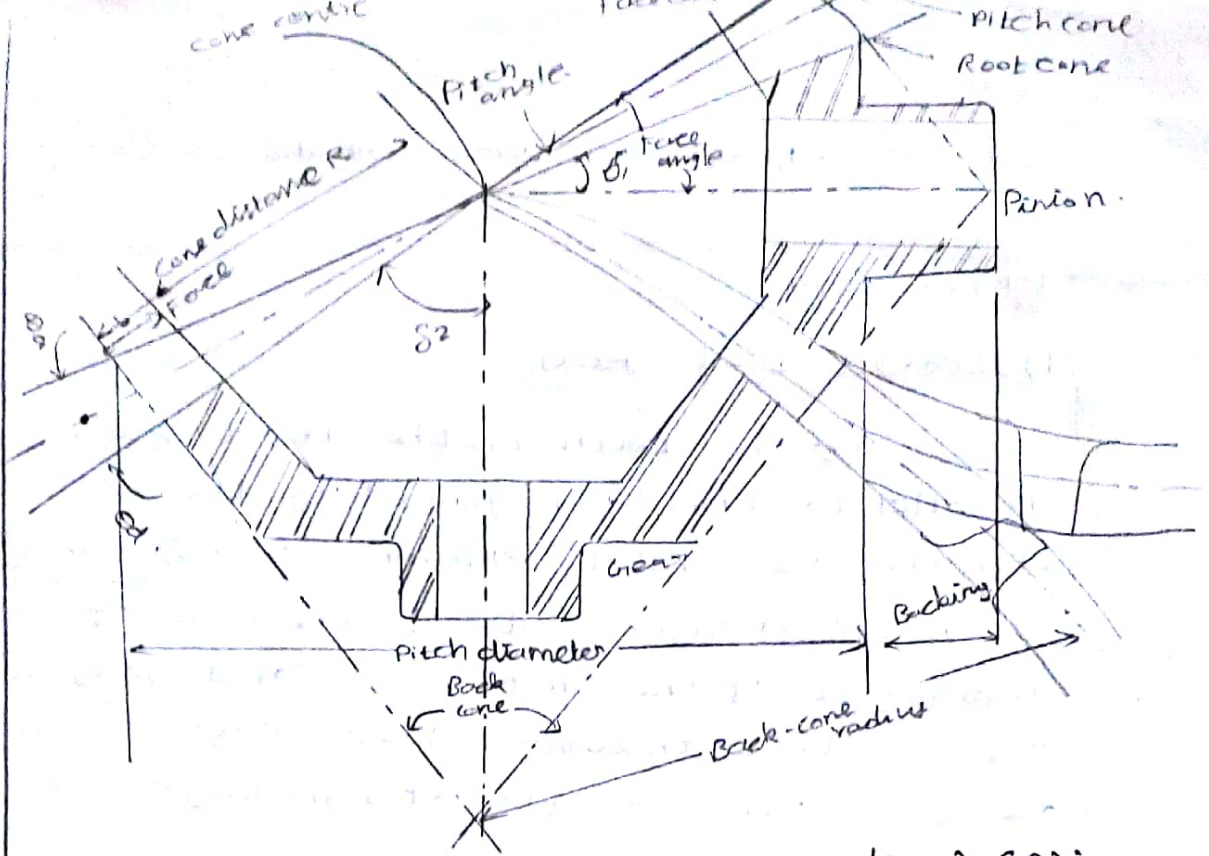 cone centre
Pitch cone
Root cone
Pitch
angle
Face
angle
δ1
Cone distance R
b
Face
δ2
Pinion.
θd
Gear
Backing
Pitch diameter
Back
cone
Back-cone
radius